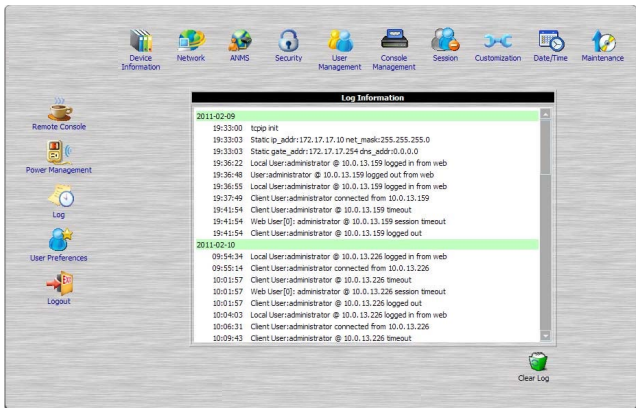 Device Information
Network
ANMS
Security
User Management
Console Management
Session
Customization
Date/Time
Maintenance
Remote Console
Power Management
Log
User Preferences
EXIT
Logout
Log Information
2011-02-09
19:33:00 tcpip init
19:33:03 Static ip_addr:172.17.17.10 net_mask:255.255.255.0
19:33:03 Static gate_addr:172.17.17.254 dns_addr:0.0.0.0
19:36:22 Local User:administrator @ 10.0.13.159 logged in from web
19:36:48 User:administrator @ 10.0.13.159 logged out from web
19:36:55 Local User:administrator @ 10.0.13.159 logged in from web
19:37:49 Client User:administrator connected from 10.0.13.159
19:41:54 Client User:administrator @ 10.0.13.159 timeout
19:41:54 Web User[0]: administrator @ 10.0.13.159 session timeout
19:41:54 Client User:administrator @ 10.0.13.159 logged out
2011-02-10
09:54:34 Local User:administrator @ 10.0.13.226 logged in from web
09:55:14 Client User:administrator connected from 10.0.13.226
10:01:57 Client User:administrator @ 10.0.13.226 timeout
10:01:57 Web User[0]: administrator @ 10.0.13.226 session timeout
10:01:57 Client User:administrator @ 10.0.13.226 logged out
10:04:03 Local User:administrator @ 10.0.13.226 logged in from web
10:06:31 Client User:administrator connected from 10.0.13.226
10:09:43 Client User:administrator @ 10.0.13.226 timeout
Clear Log